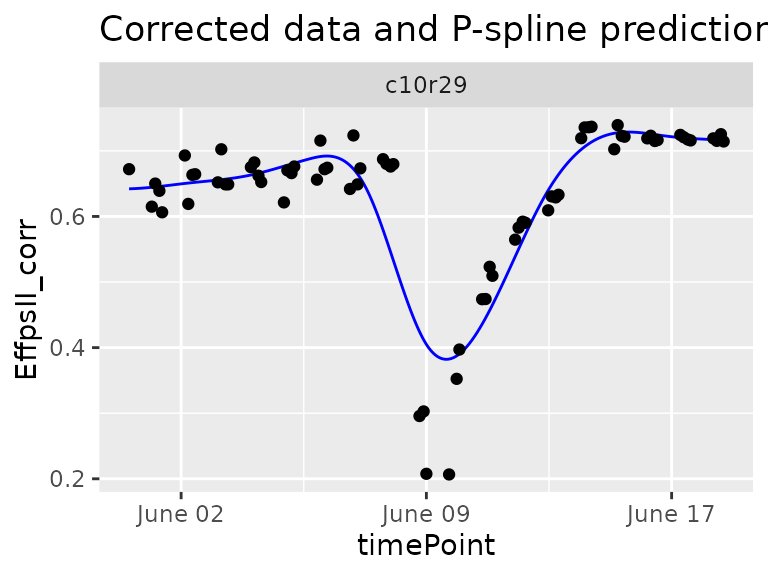 Corrected data and P-spline prediction
c10r29
EffpsII_corr
0.6
0.4
0.2
June 02
June 09
June 17
timePoint